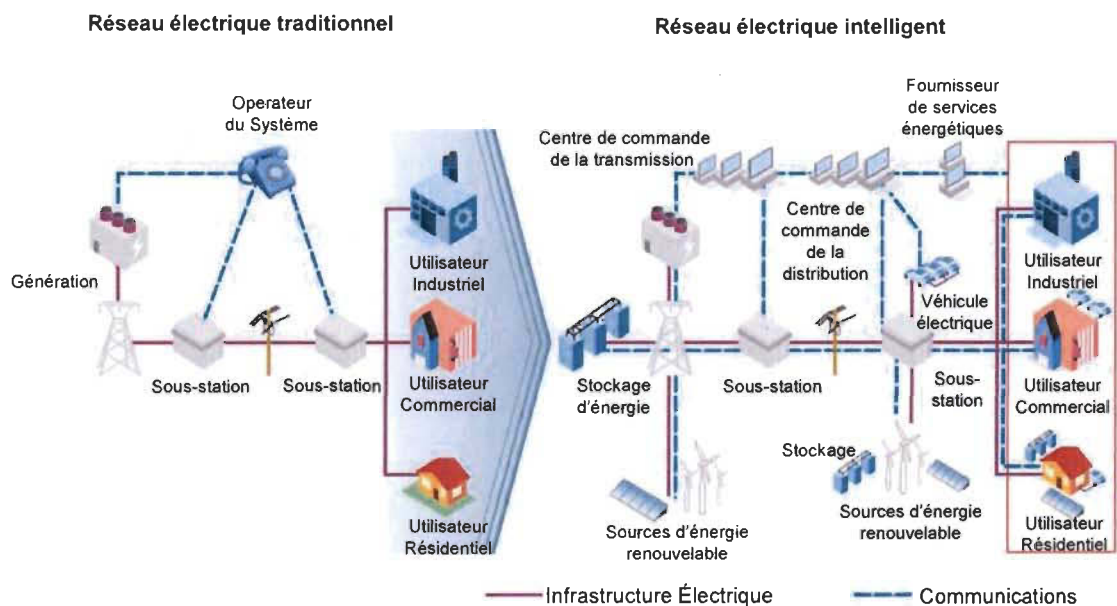 Réseau électrique traditionnel
Réseau électrique intelligent
Operateur
du Système
Génération
Sous-station
Sous-station
Utilisateur
Industriel
Utilisateur
Commercial
Utilisateur
Résidentiel
Centre de commande
de la transmission
Fournisseur
de services
énergétiques
Centre de
commande
de la
distribution
Véhicule
électrique
Stockage
d'énergie
Sous-station
Sous-
station
Stockage
Sources d'énergie
renouvelable
Sources d'énergie
renouvelable
Utilisateur
Industriel
Utilisateur
Commercial
Utilisateur
Résidentiel
Infrastructure Électrique
Communications